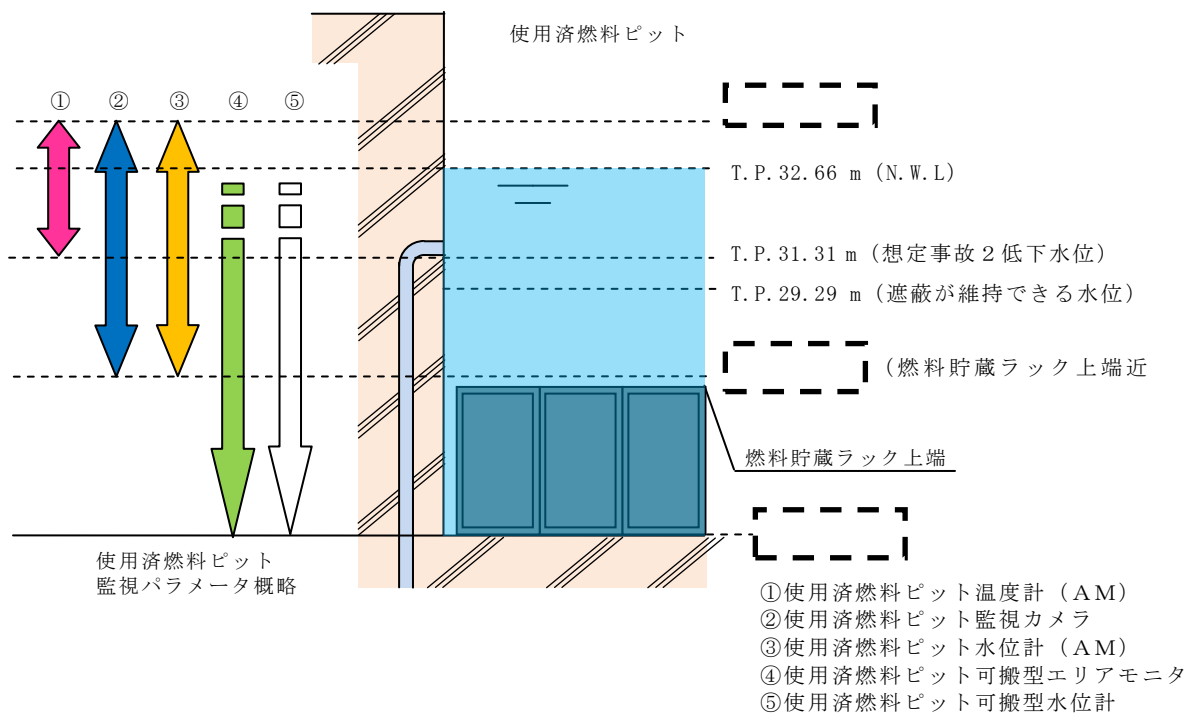 使用済燃料ピット
① ② ③ ④ ⑤
T.P.32.66 m (N.W.L)
T.P.31.31 m (想定事故２低下水位)
T.P.29.29 m (遮蔽が維持できる水位)
(燃料貯蔵ラック上端近
燃料貯蔵ラック上端
使用済燃料ピット
監視パラメータ概略
①使用済燃料ピット温度計（ＡＭ）
②使用済燃料ピット監視カメラ
③使用済燃料ピット水位計（ＡＭ）
④使用済燃料ピット可搬型エリアモニタ
⑤使用済燃料ピット可搬型水位計